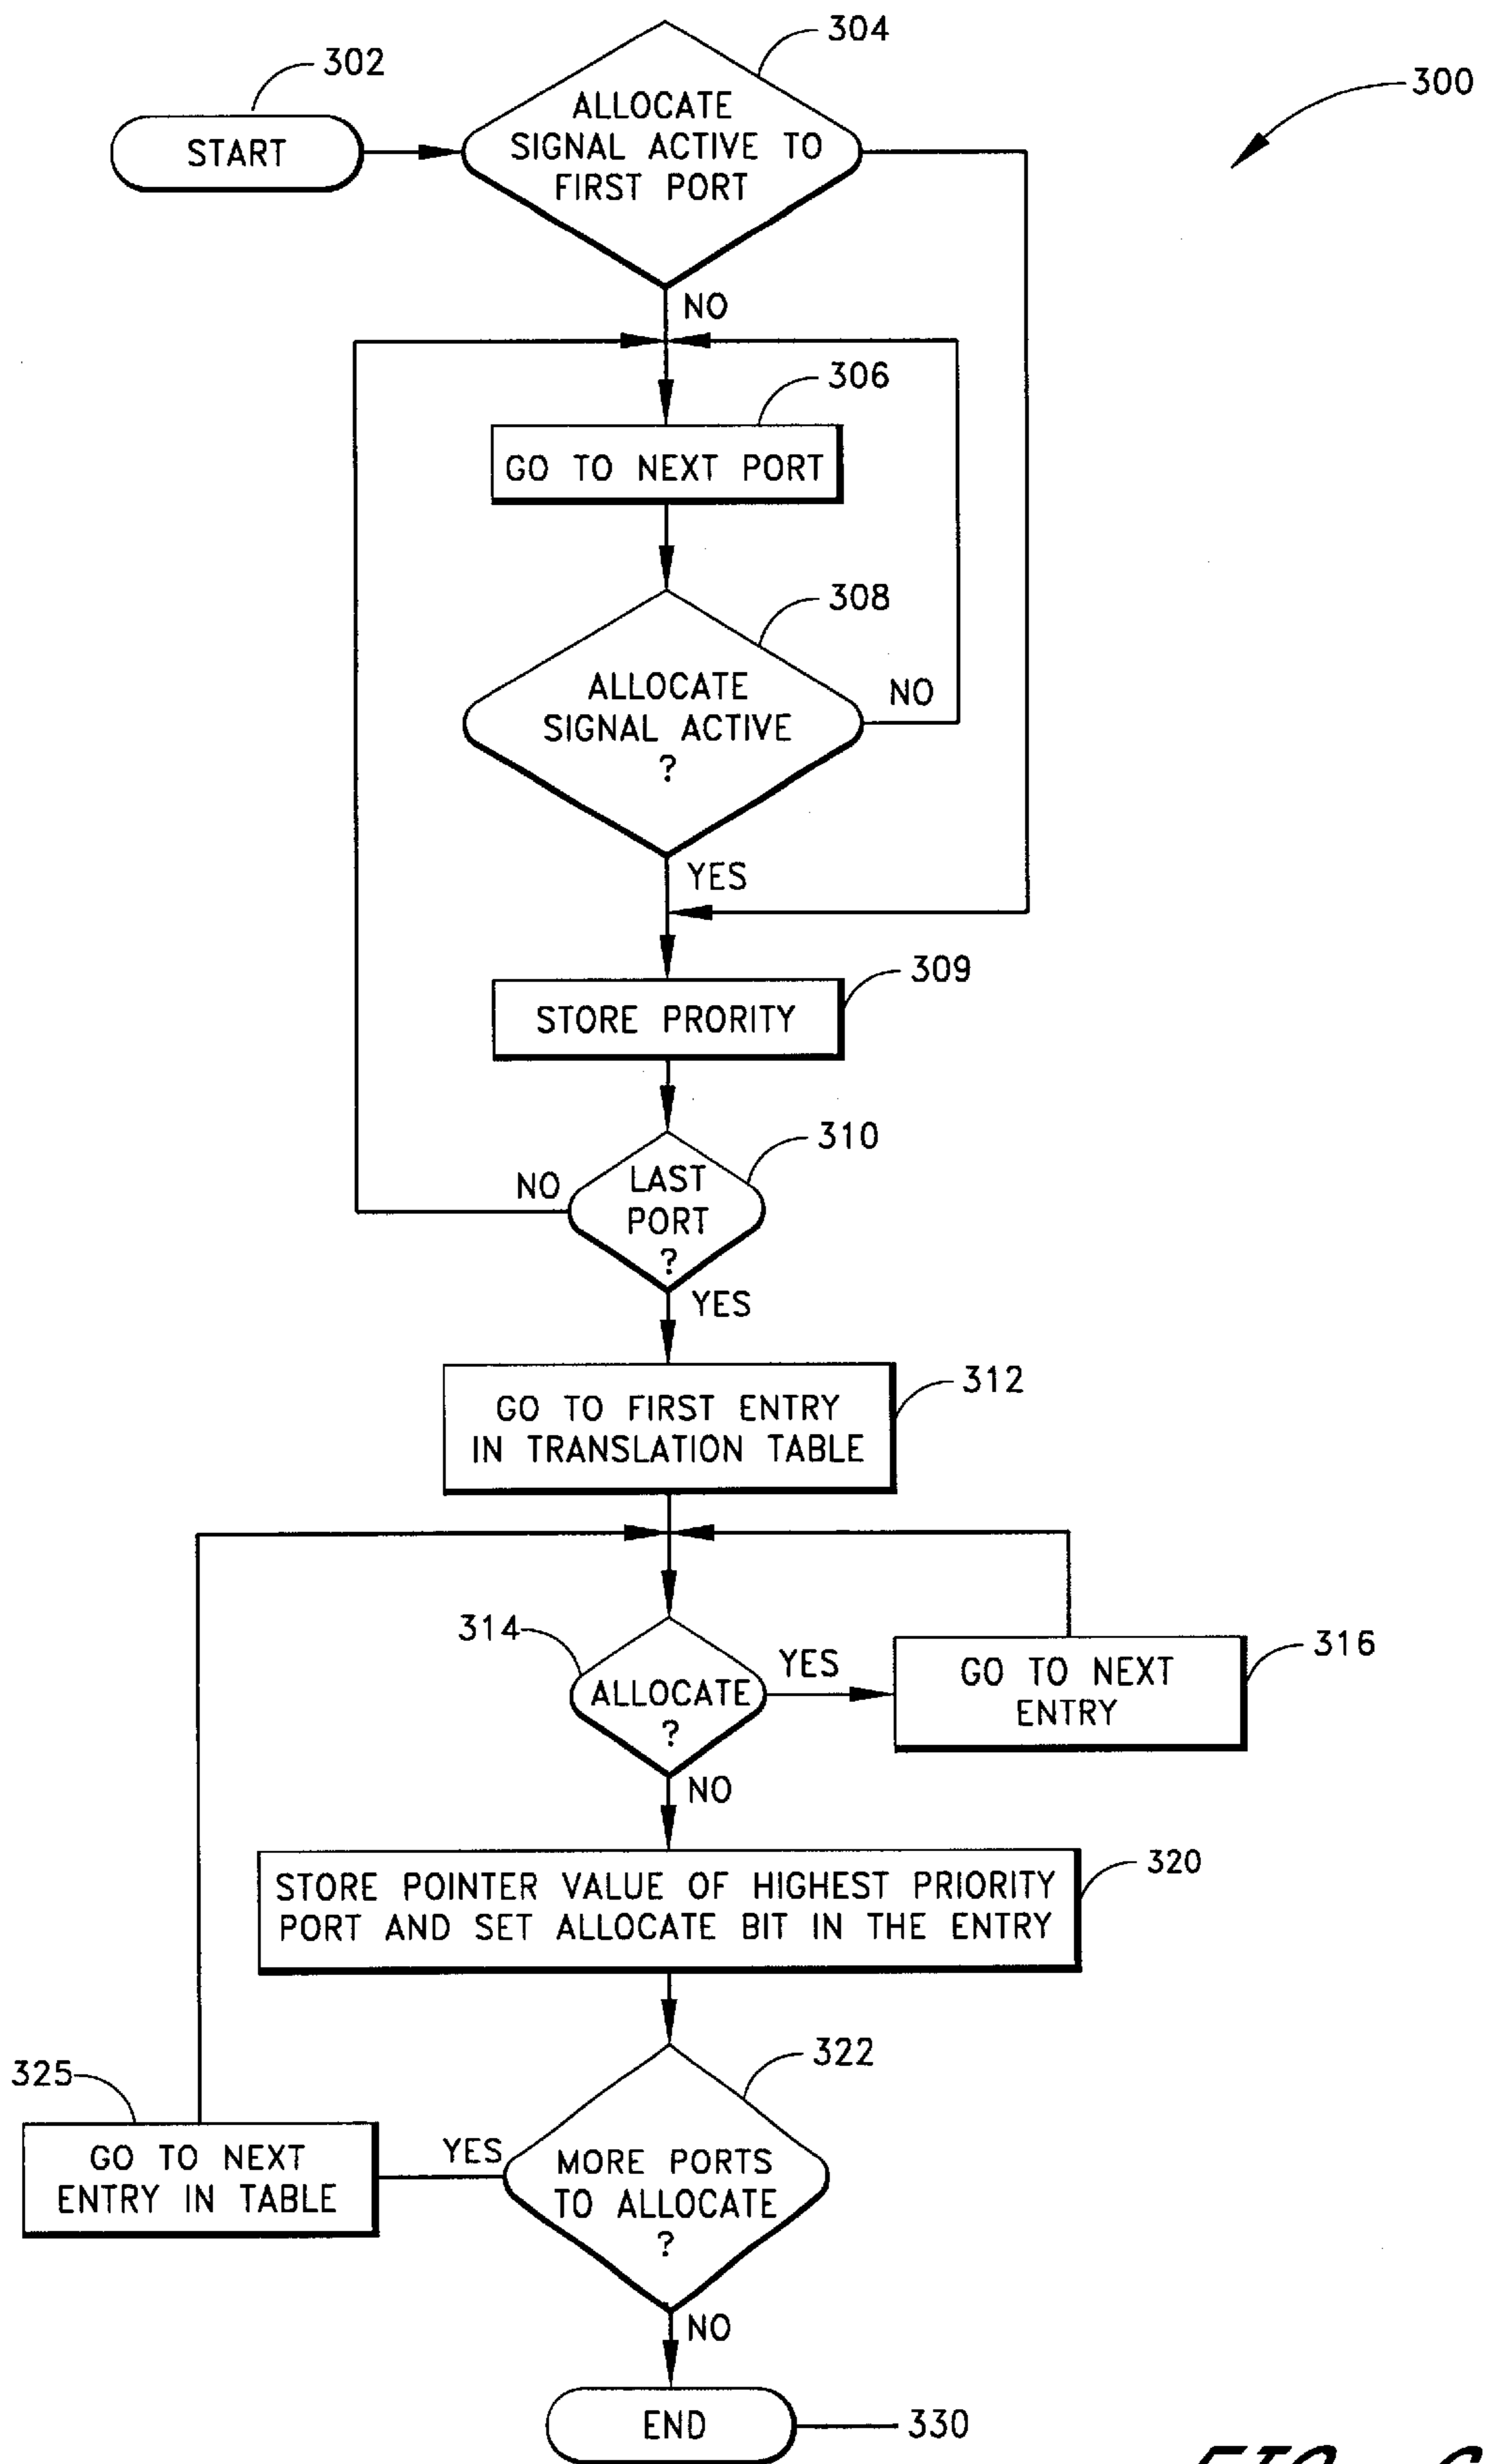 304
302
300
START
ALLOCATE
SIGNAL ACTIVE TO
FIRST PORT
NO
306
GO TO NEXT PORT
308
ALLOCATE
SIGNAL ACTIVE
?
NO
YES
309
STORE PRORITY
310
LAST
PORT
?
NO
YES
312
GO TO FIRST ENTRY
IN TRANSLATION TABLE
314
ALLOCATE
?
YES
316
GO TO NEXT
ENTRY
NO
320
STORE POINTER VALUE OF HIGHEST PRIORITY
PORT AND SET ALLOCATE BIT IN THE ENTRY
322
325
GO TO NEXT
ENTRY IN TABLE
YES
MORE PORTS
TO ALLOCATE
?
NO
END
330